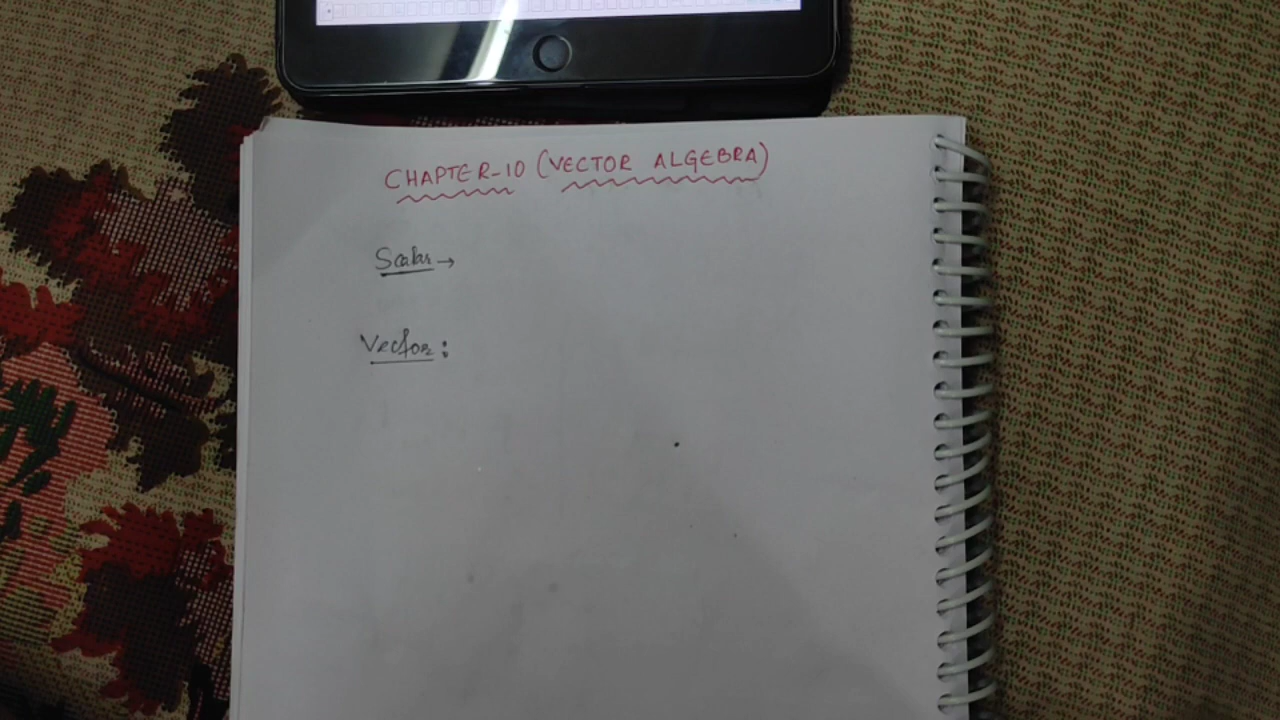 CHAPTER-10 (VECTOR ALGEBRA)
Scalar →
Vector :